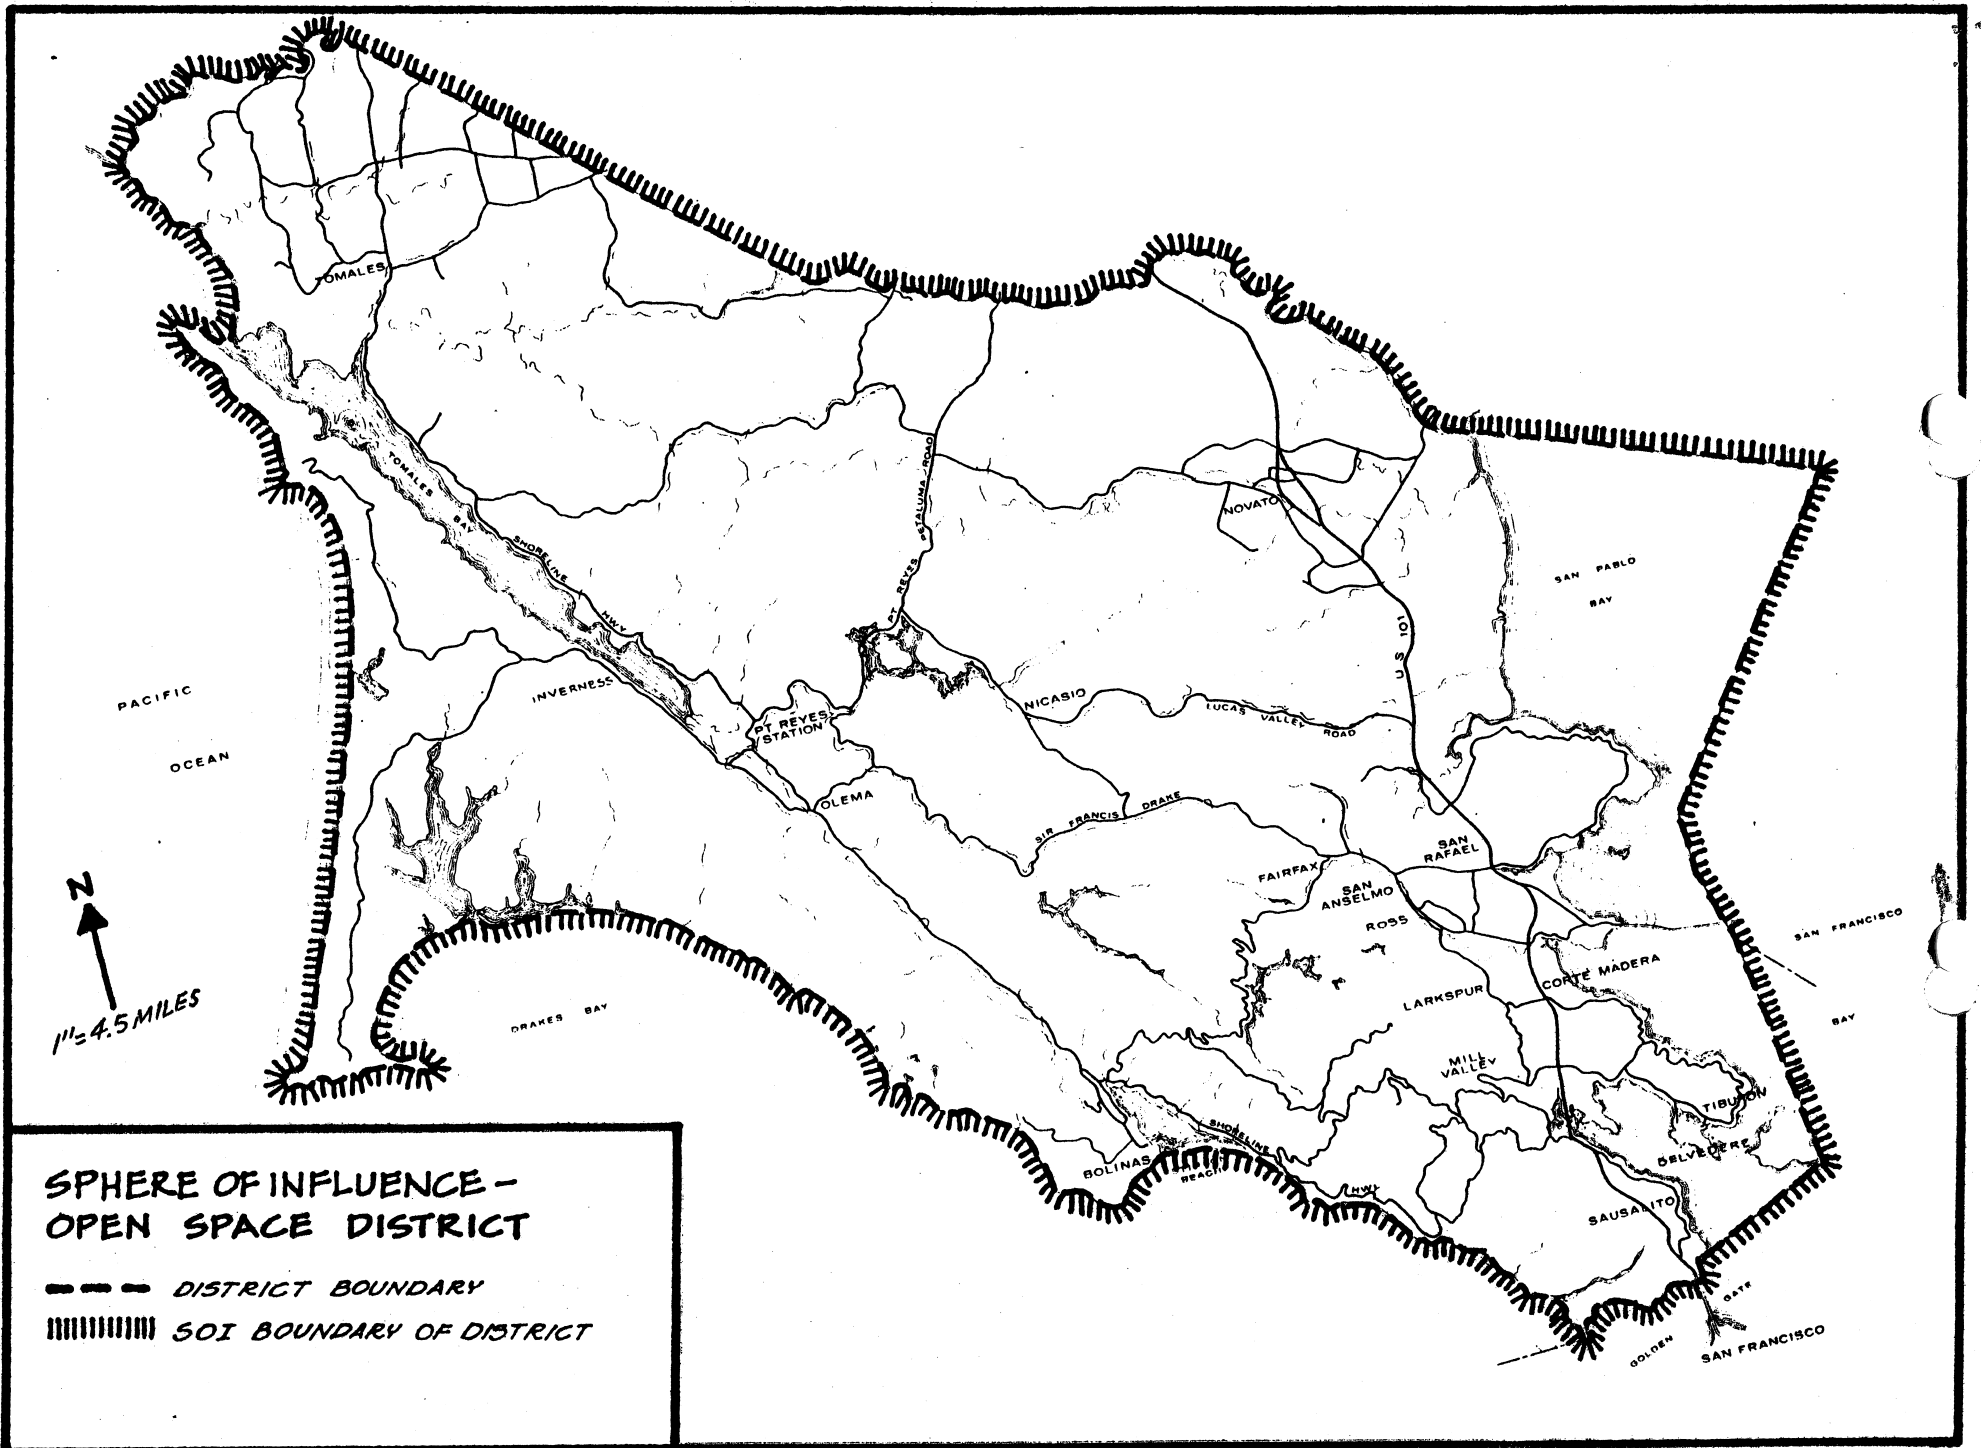 TOMALES
TOMALES
BAY
SHORELINE
HWY
PT REYES PETALUMA ROAD
NOVATO
SAN PABLO
BAY
U S 101
PACIFIC
OCEAN
INVERNESS
PT REYES
STATION
NICASIO
LUCAS VALLEY ROAD
OLEMA
SIR FRANCIS DRAKE
SAN
RAFAEL
FAIRFAX
SAN
ANSELMO
ROSS
SAN FRANCISCO
BAY
CORTE MADERA
LARKSPUR
N
1"=4.5 MILES
DRAKES BAY
MILL
VALLEY
TIBURON
BELVEDERE
SHORELINE
HWY
BOLINAS
BEACH
SAUSALITO
GOLDEN GATE
SAN FRANCISCO
SPHERE OF INFLUENCE -
OPEN SPACE DISTRICT
DISTRICT BOUNDARY
SOI BOUNDARY OF DISTRICT